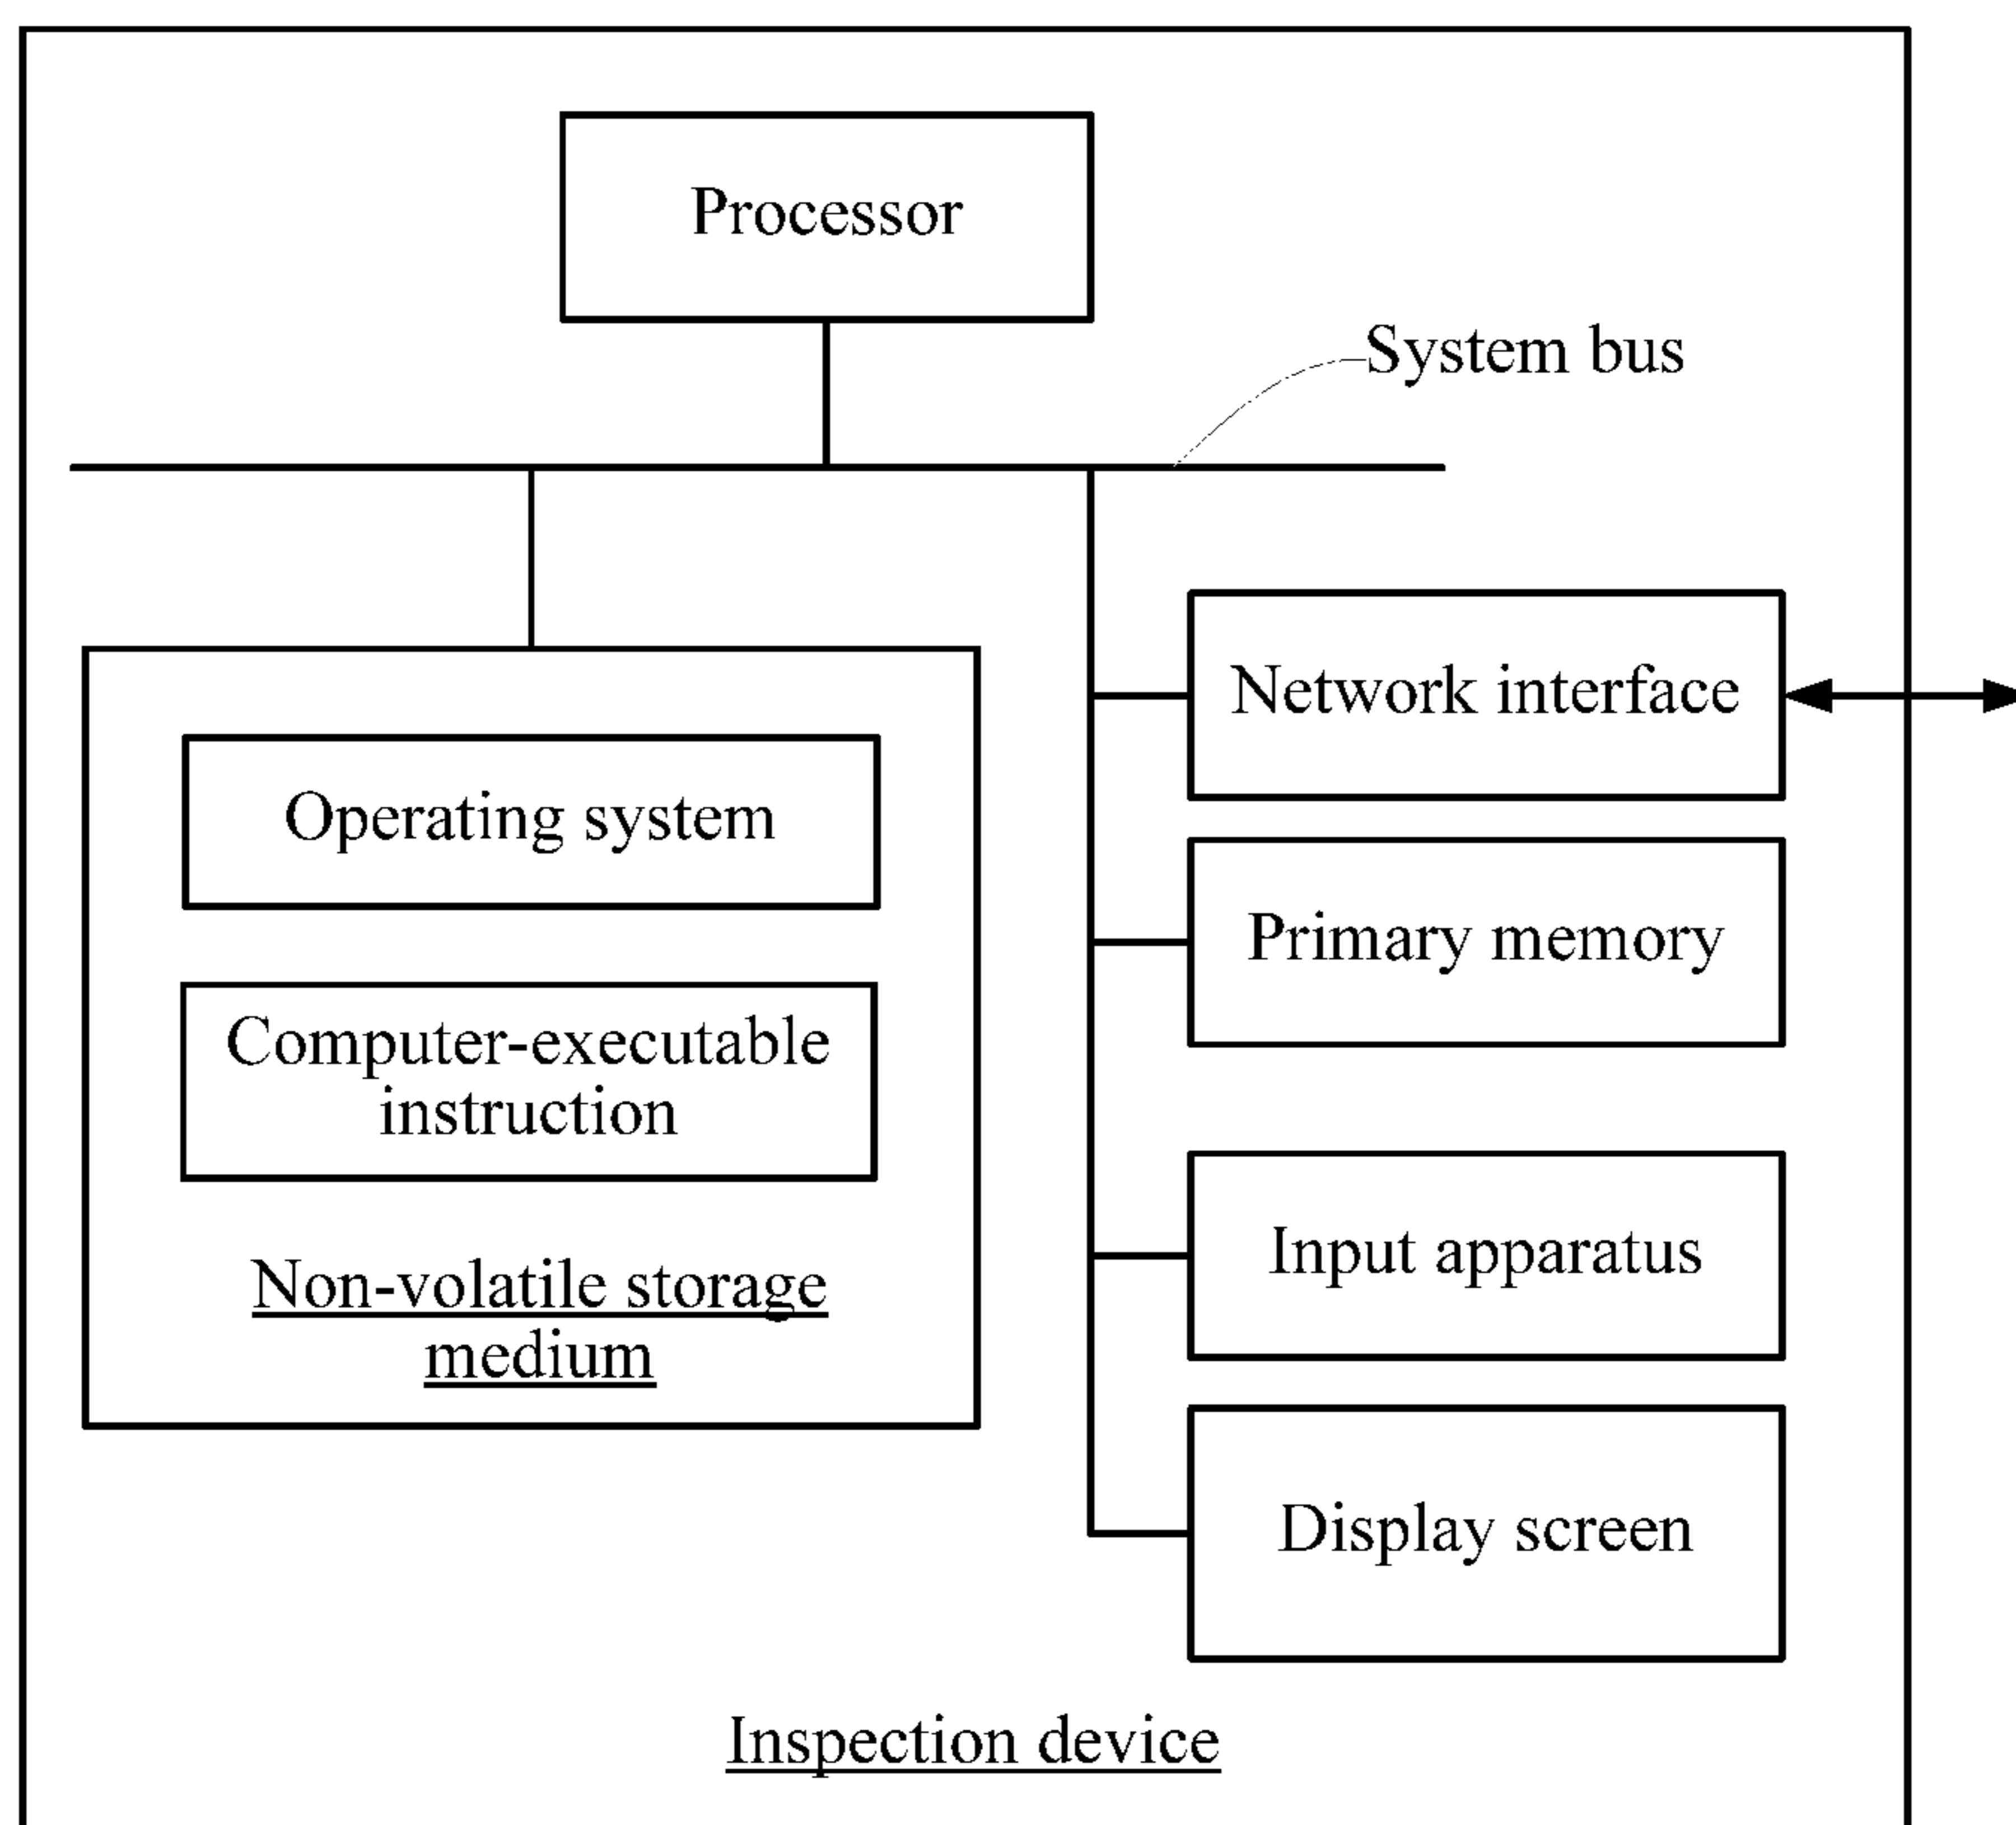 Processor
System bus
Network interface
Operating system
Primary memory
Computer-executable
instruction
Input apparatus
Non-volatile storage
medium
Display screen
Inspection device